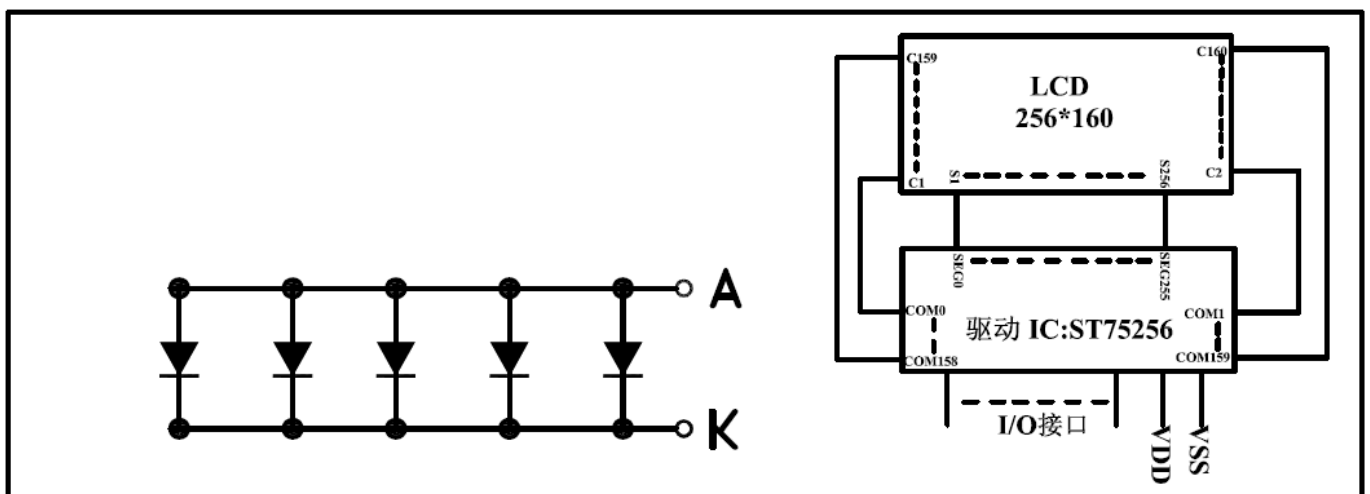 C159
C160
LCD
256*160
C1
S1
S256
C2
A
K
SEG0
SEG255
COM0
COM1
驱动 IC:ST75256
COM158
COM159
I/O接口
VDD
VSS